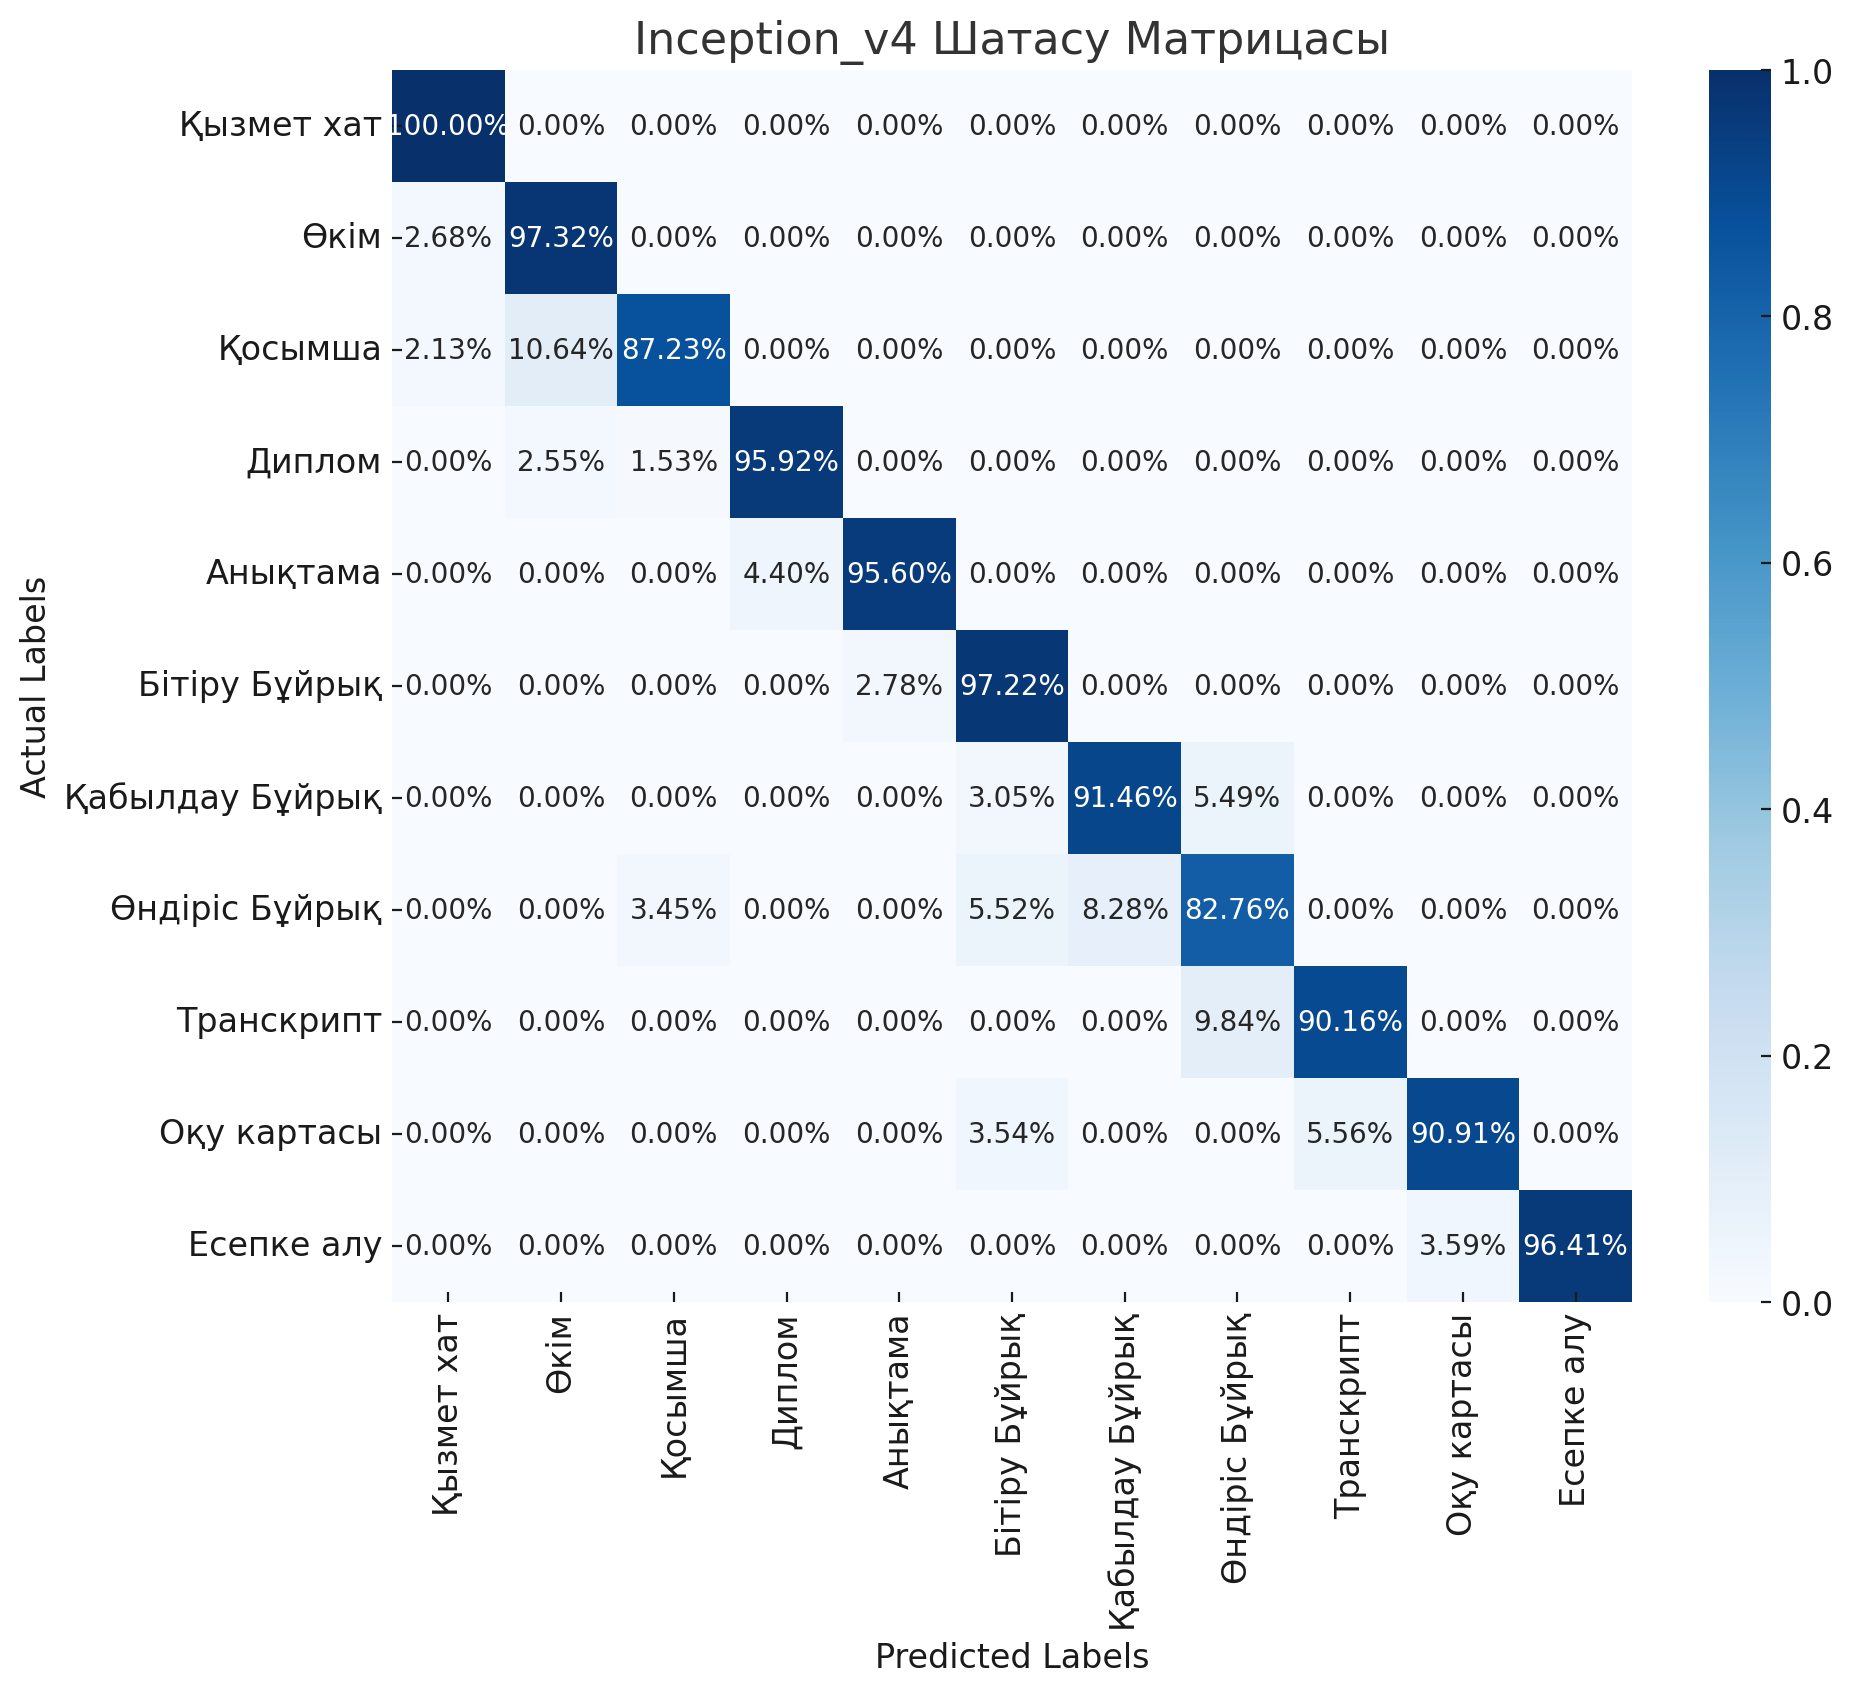 Inception_v4 Шатасу Матрицасы
Қызмет хат 100.00% 0.00% 0.00% 0.00% 0.00% 0.00% 0.00% 0.00% 0.00% 0.00% 0.00%
Өкім 2.68% 97.32% 0.00% 0.00% 0.00% 0.00% 0.00% 0.00% 0.00% 0.00% 0.00%
Қосымша 2.13% 10.64% 87.23% 0.00% 0.00% 0.00% 0.00% 0.00% 0.00% 0.00% 0.00%
Диплом 0.00% 2.55% 1.53% 95.92% 0.00% 0.00% 0.00% 0.00% 0.00% 0.00% 0.00%
Анықтама 0.00% 0.00% 0.00% 4.40% 95.60% 0.00% 0.00% 0.00% 0.00% 0.00% 0.00%
Бітіру Бұйрық 0.00% 0.00% 0.00% 0.00% 2.78% 97.22% 0.00% 0.00% 0.00% 0.00% 0.00%
Қабылдау Бұйрық 0.00% 0.00% 0.00% 0.00% 0.00% 3.05% 91.46% 5.49% 0.00% 0.00% 0.00%
Өндіріс Бұйрық 0.00% 0.00% 3.45% 0.00% 0.00% 5.52% 8.28% 82.76% 0.00% 0.00% 0.00%
Транскрипт 0.00% 0.00% 0.00% 0.00% 0.00% 0.00% 0.00% 9.84% 90.16% 0.00% 0.00%
Оқу картасы 0.00% 0.00% 0.00% 0.00% 0.00% 3.54% 0.00% 0.00% 5.56% 90.91% 0.00%
Есепке алу 0.00% 0.00% 0.00% 0.00% 0.00% 0.00% 0.00% 0.00% 0.00% 3.59% 96.41%
Actual Labels
Қызмет хат
Өкім
Қосымша
Диплом
Анықтама
Бітіру Бұйрық
Қабылдау Бұйрық
Өндіріс Бұйрық
Транскрипт
Оқу картасы
Есепке алу
Predicted Labels
1.0
0.8
0.6
0.4
0.2
0.0